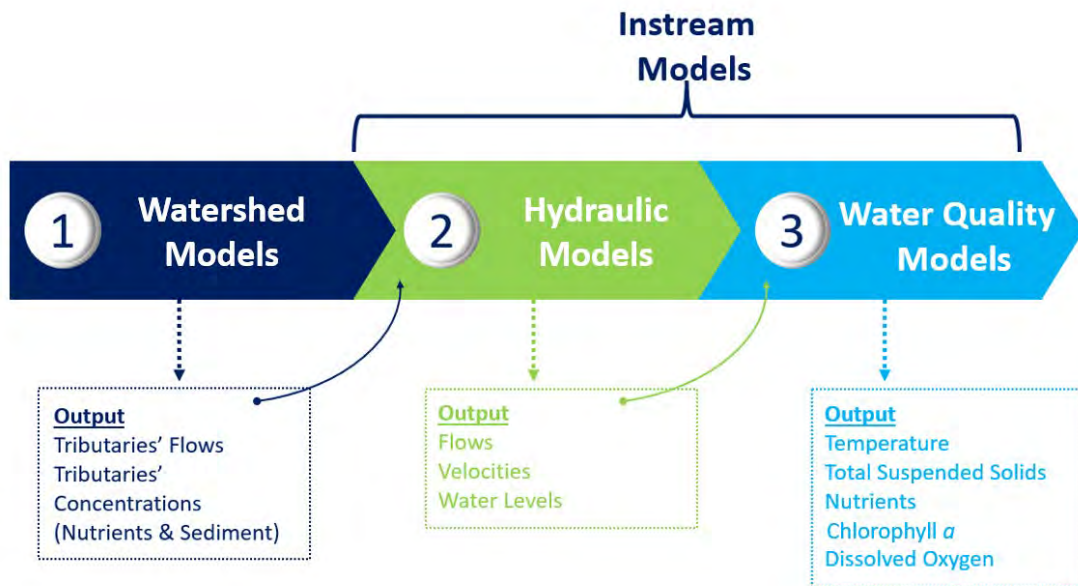 Instream
Models
1
Watershed
Models
2
Hydraulic
Models
3
Water Quality
Models
Output
Tributaries’ Flows
Tributaries’
Concentrations
(Nutrients & Sediment)
Output
Flows
Velocities
Water Levels
Output
Temperature
Total Suspended Solids
Nutrients
Chlorophyll a
Dissolved Oxygen